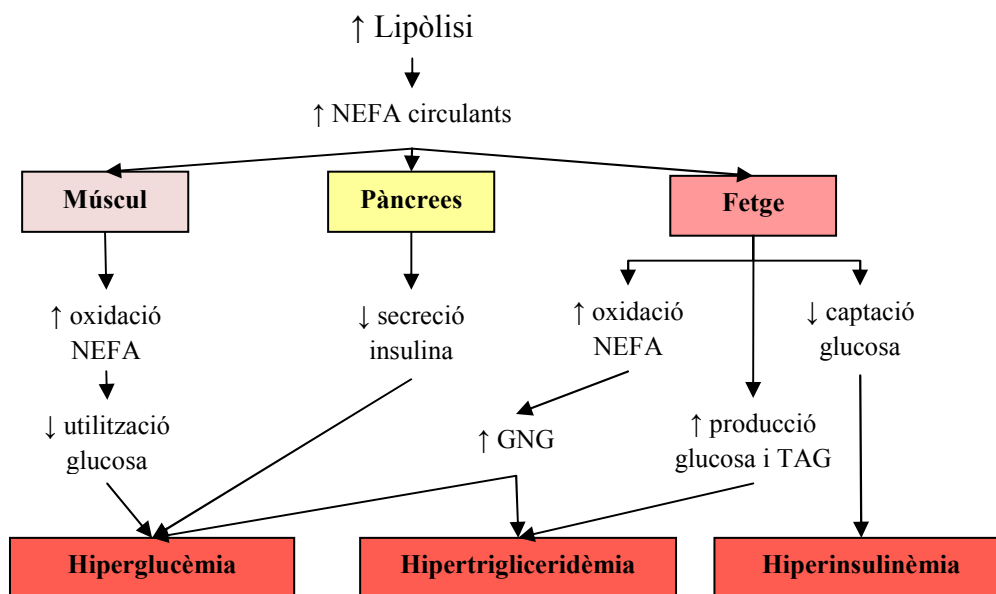 ↑ Lipòlisi
↑ NEFA circulants
Múscul
Pàncrees
Fetge
↑ oxidació
NEFA
↓ secreció
insulina
↑ oxidació
NEFA
↓ captació
glucosa
↓ utilització
glucosa
↑ GNG
↑ producció
glucosa i TAG
Hiperglucèmia
Hipertrigliceridèmia
Hiperinsulinèmia